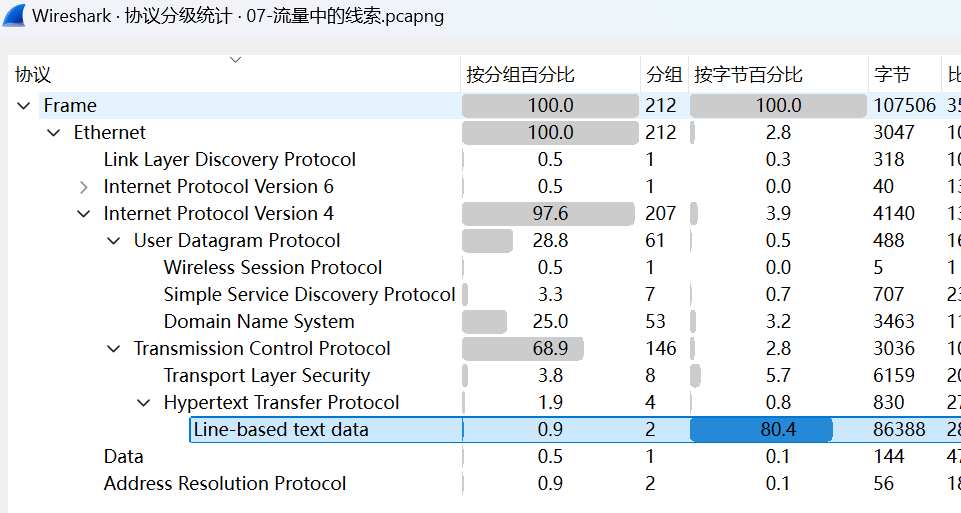 Wireshark · 协议分级统计 · 07-流量中的线索.pcapng
协议 按分组百分比 分组 按字节百分比 字节 比
Frame 100.0 212 100.0 107506 35
Ethernet 100.0 212 2.8 3047 10
Link Layer Discovery Protocol 0.5 1 0.3 318 10
Internet Protocol Version 6 0.5 1 0.0 40 13
Internet Protocol Version 4 97.6 207 3.9 4140 13
User Datagram Protocol 28.8 61 0.5 488 16
Wireless Session Protocol 0.5 1 0.0 5 1
Simple Service Discovery Protocol 3.3 7 0.7 707 23
Domain Name System 25.0 53 3.2 3463 11
Transmission Control Protocol 68.9 146 2.8 3036 10
Transport Layer Security 3.8 8 5.7 6159 20
Hypertext Transfer Protocol 1.9 4 0.8 830 27
Line-based text data 0.9 2 80.4 86388 28
Data 0.5 1 0.1 144 47
Address Resolution Protocol 0.9 2 0.1 56 18